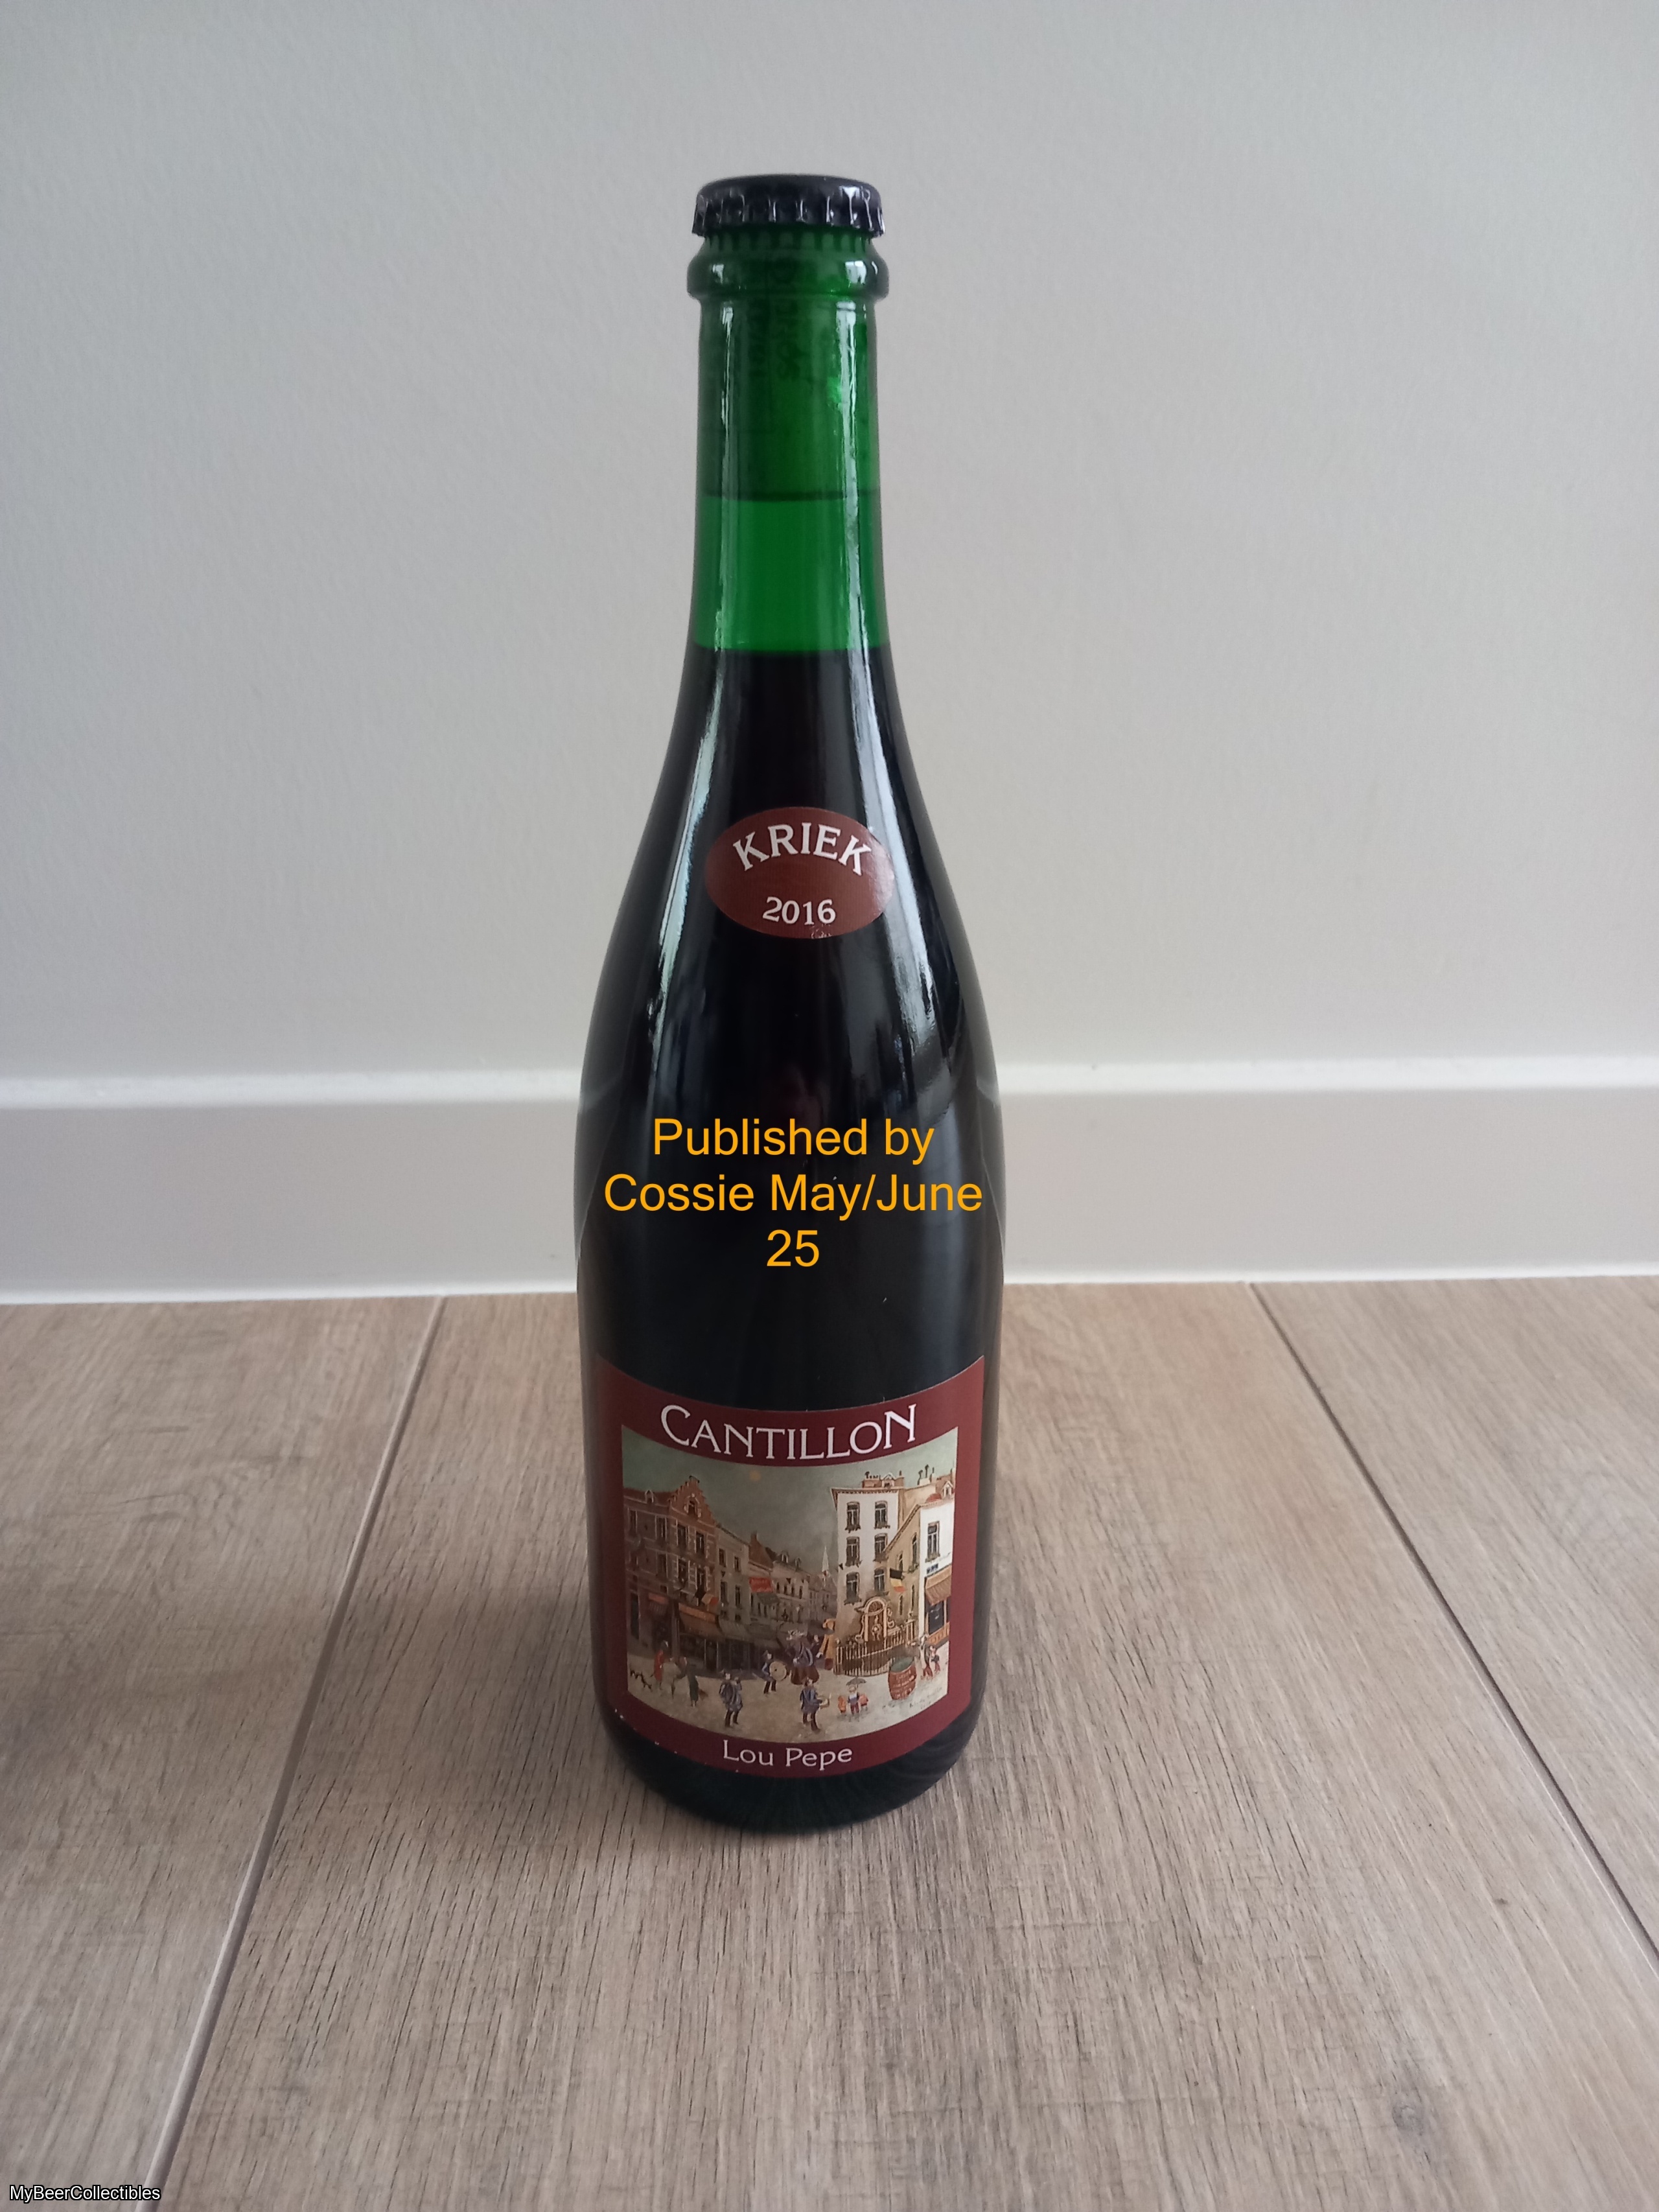 KRIEK
2016
Published by
Cossie May/June
25
CANTILLON
Lou Pepe
MyBeerCollectibles